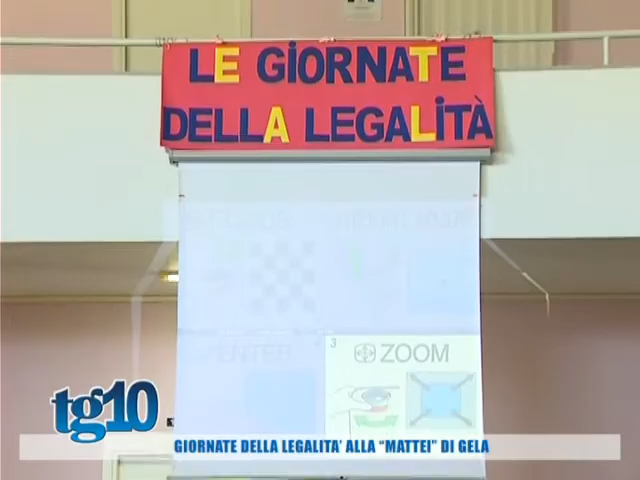 LE GIORNATE
DELLA LEGALITÀ
3
ZOOM
tg10
GIORNATE DELLA LEGALITA' ALLA "MATTEI" DI GELA